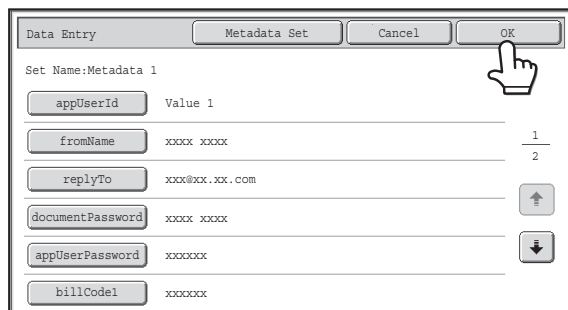 Data Entry Metadata Set Cancel OK
Set Name:Metadata 1
appUserId Value 1
fromName xxxx xxxx
1
2
replyTo xxx@xx.xx.com
documentPassword xxxx xxxx
appUserPassword xxxxxx
billCode1 xxxxxx